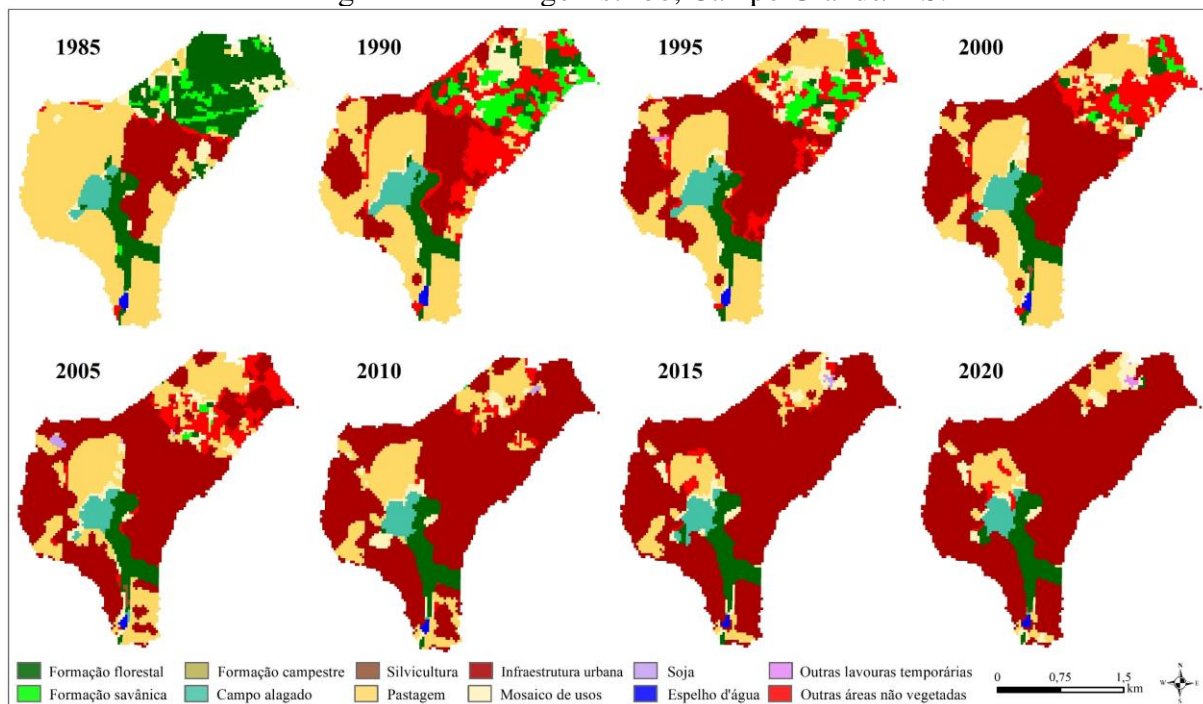 1985 1990 1995 2000
2005 2010 2015 2020
Formação florestal Formação campestre Silvicultura Infraestrutura urbana Soja Outras lavouras temporárias
Formação savânica Campo alagado Pastagem Mosaico de usos Espelho d'água Outras áreas não vegetadas
0 0,75 1,5
km
N
W E
S